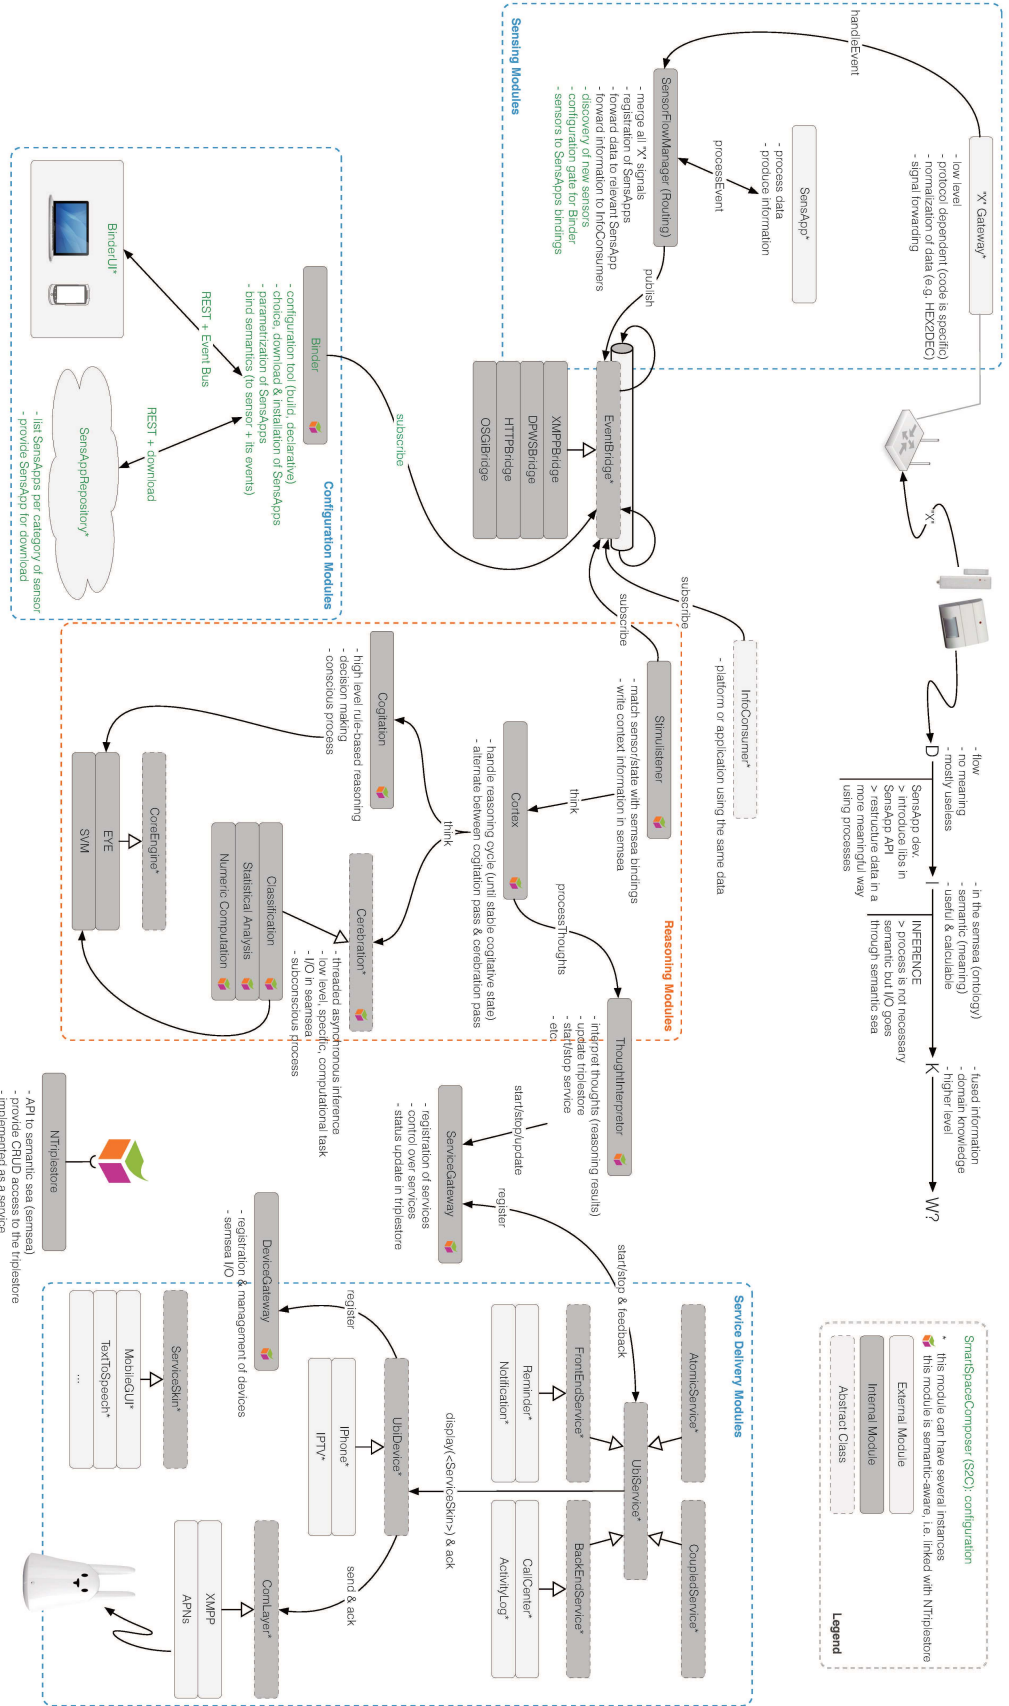 Sensing Modules
handleEvent
"X" Gateway*
- low level
- protocol dependent (code is specific)
- normalization of data (e.g. HEX2DEC)
- signal forwarding
SensApp*
- process data
- produce information
processEvent
SensorFlowManager (Routing)
- merge all "X" signals
- registration of SensApps
- forward data to relevant SensApp
- forward information to InfoConsumers
- discovery of new sensors
- configuration gate for Binder
- sensors to SensApps bindings
publish
"X"
EventBridge*
XMPPBridge
DPWSBridge
HTTPBridge
OSGiBridge
subscribe
subscribe
subscribe
InfoConsumer*
- platform or application using the same data
D
- flow
- no meaning
- mostly useless
SensApp dev.
> introduce libs in
SensApp API
> restructure data in a
more meaningful way
using processes
I
- in the semsea (ontology)
- semantic (meaning)
- useful & calculable
INFERENCE
> process is not necessary
semantic but I/O goes
through semantic sea
K
- fused information
- domain knowledge
- higher level
W?
SmartSpaceComposer (S2C): configuration
* this module can have several instances
this module is semantic-aware, i.e. linked with NTriplestore
External Module
Internal Module
Abstract Class
Legend
Configuration Modules
Binder
- configuration tool (build, declarative)
- choice, download & installation of SensApps
- parametrization of SensApps
- bind semantics (to sensor + its events)
REST + Event Bus
REST + download
BinderUI*
SensAppRepository*
- list SensApps per category of sensor
- provide SensApp for download
Reasoning Modules
Stimulistener
- match sensor/state with semsea bindings
- write context information in semsea
think
Cortex
- handle reasoning cycle (until stable cogitative state)
- alternate between cogitation pass & cerebration pass
think
processThoughts
Cogitation
- high level rule-based reasoning
- decision making
- conscious process
Cerebration*
- threaded asynchronous inference
- low level, specific, computational task
- I/O in seamsea
- subconscious process
Classification
Statistical Analysis
Numeric Computation
CoreEngine*
EYE
SVM
ThoughtInterpretor
- interpret thoughts (reasoning results)
- update triplestore
- start/stop service
- etc.
start/stop/update
ServiceGateway
- registration of services
- control over services
- status update in triplestore
register
start/stop & feedback
NTriplestore
- API to semantic sea (semsea)
- provide CRUD access to the triplestore
- implemented as a service
Service Delivery Modules
AtomicService*
CoupledService*
UbiService*
FrontEndService*
Reminder*
Notification*
BackEndService*
CallCenter*
ActivityLog*
display(<ServiceSkin>) & ack
UbiDevice*
IPhone*
IPTV*
register
send & ack
DeviceGateway
- registration & management of devices
- semsea I/O
ComLayer*
XMPP
APNs
ServiceSkin*
MobileGUI*
TextToSpeech*
...